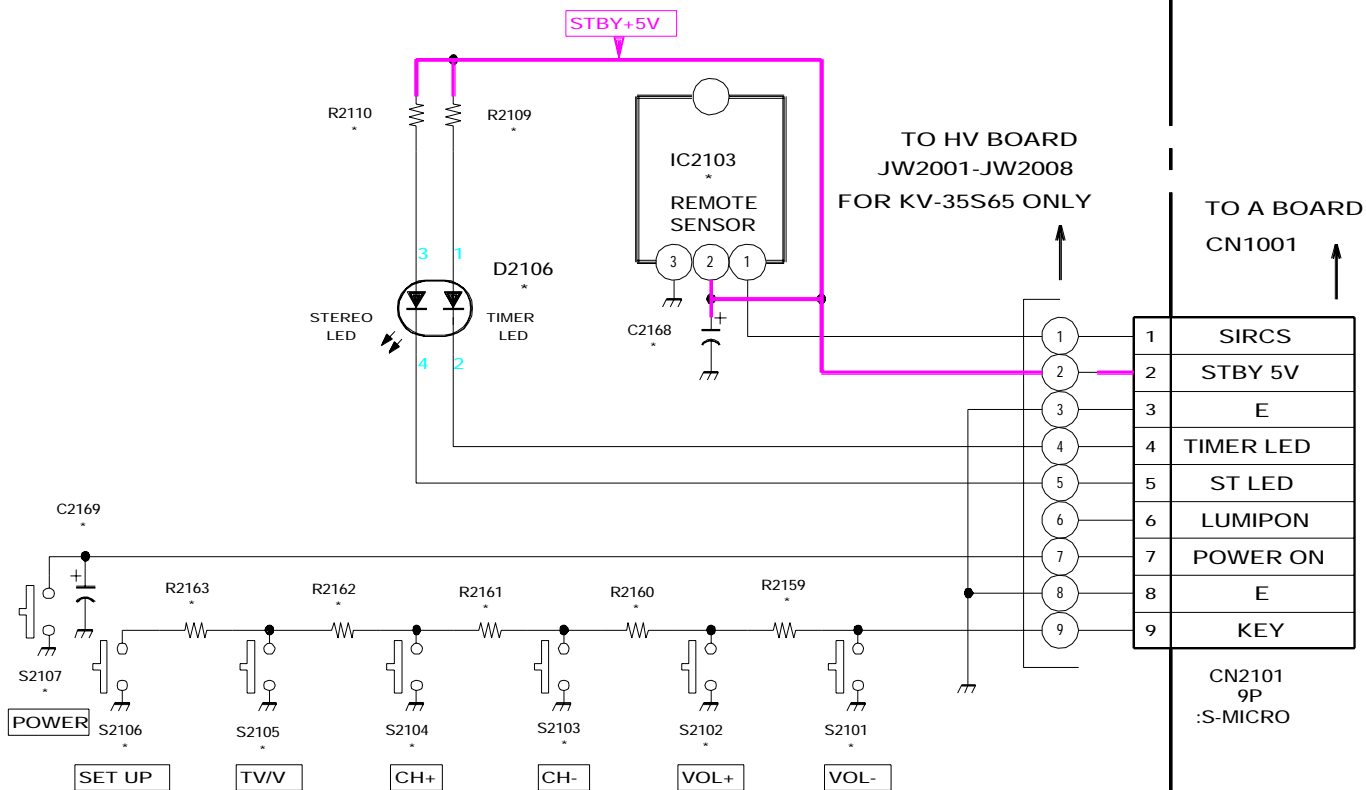 STBY+5V
R2110
*
R2109
*
IC2103
*
REMOTE
SENSOR
3
2
1
TO HV BOARD
JW2001-JW2008
FOR KV-35S65 ONLY
TO A BOARD
CN1001
3
1
D2106
*
STEREO
LED
TIMER
LED
4
2
C2168
*
+
1
1
SIRCS
2
2
STBY 5V
3
3
E
4
4
TIMER LED
5
5
ST LED
6
6
LUMIPON
7
7
POWER ON
8
8
E
9
9
KEY
CN2101
9P
:S-MICRO
C2169
*
+
R2163
*
R2162
*
R2161
*
R2160
*
R2159
*
S2107
*
POWER
S2106
*
SET UP
S2105
*
TV/V
S2104
*
CH+
S2103
*
CH-
S2102
*
VOL+
S2101
*
VOL-